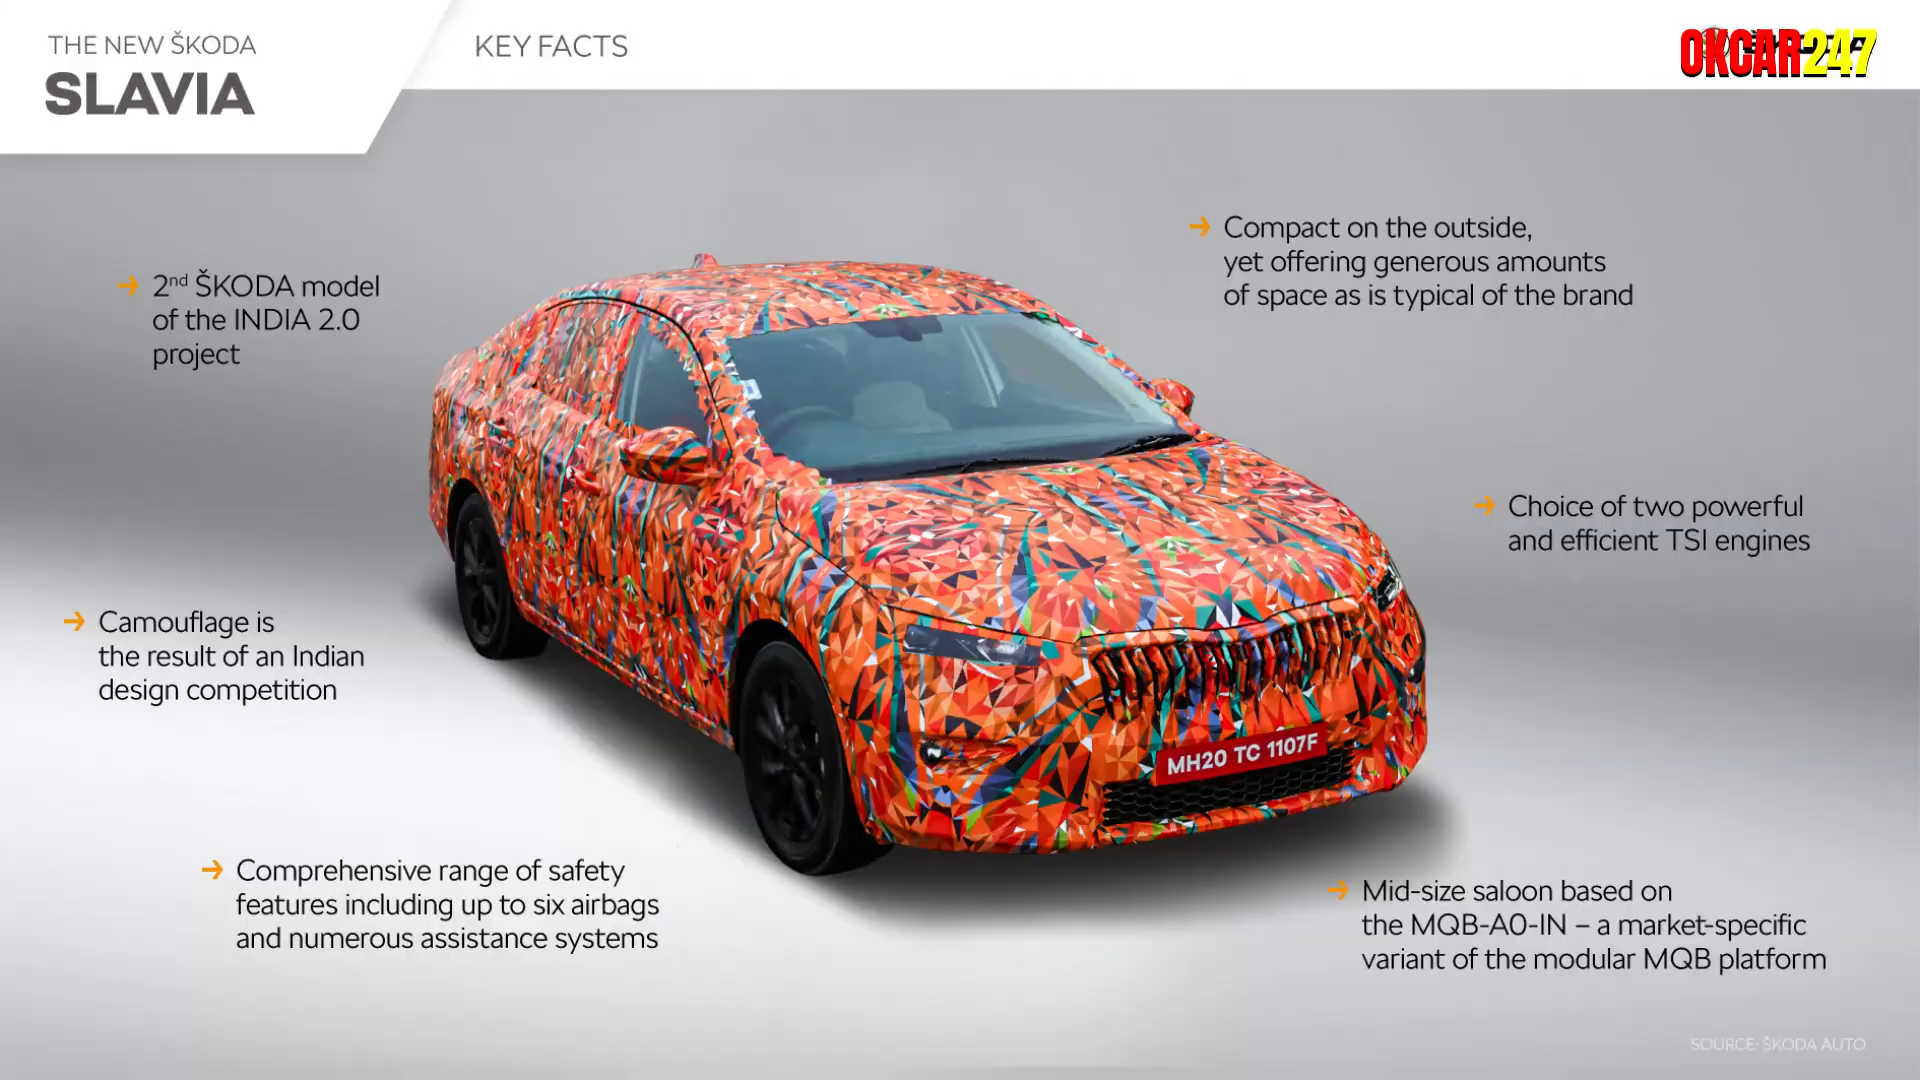 THE NEW ŠKODA
SLAVIA
KEY FACTS
OKCAR247
2nd ŠKODA model
of the INDIA 2.0
project
Compact on the outside,
yet offering generous amounts
of space as is typical of the brand
Choice of two powerful
and efficient TSI engines
Camouflage is
the result of an Indian
design competition
MH20 TC 1107F
Comprehensive range of safety
features including up to six airbags
and numerous assistance systems
Mid-size saloon based on
the MQB-A0-IN – a market-specific
variant of the modular MQB platform
SOURCE: ŠKODA AUTO